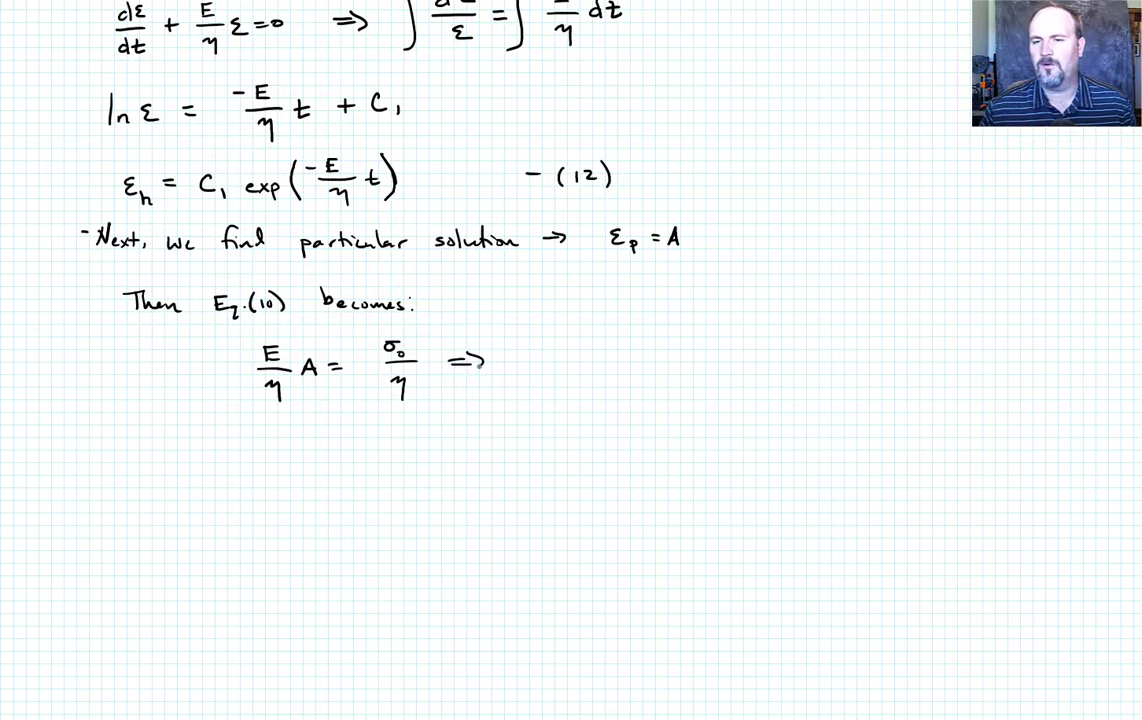 dε/dt + E/η ε = 0 ⇒ ∫ dε/ε = ∫ E/η dt
ln ε = -E/η t + C₁
ε_h = C₁ exp(-E/η t) - (12)
- Next, we find particular solution → ε_p = A
Then Eq.(10) becomes:
E/η A = σ₀/η ⇒